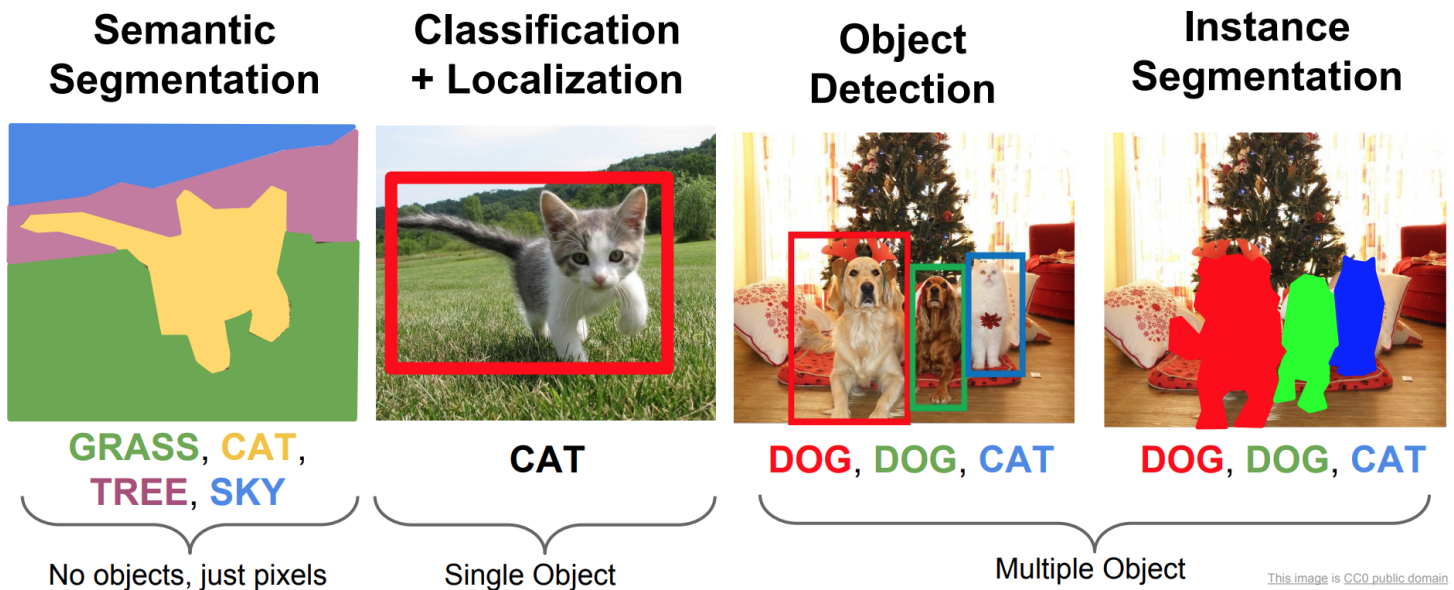 Semantic
Segmentation
Classification
+ Localization
Object
Detection
Instance
Segmentation
GRASS, CAT,
TREE, SKY
CAT
DOG, DOG, CAT
DOG, DOG, CAT
No objects, just pixels
Single Object
Multiple Object
This image is CC0 public domain